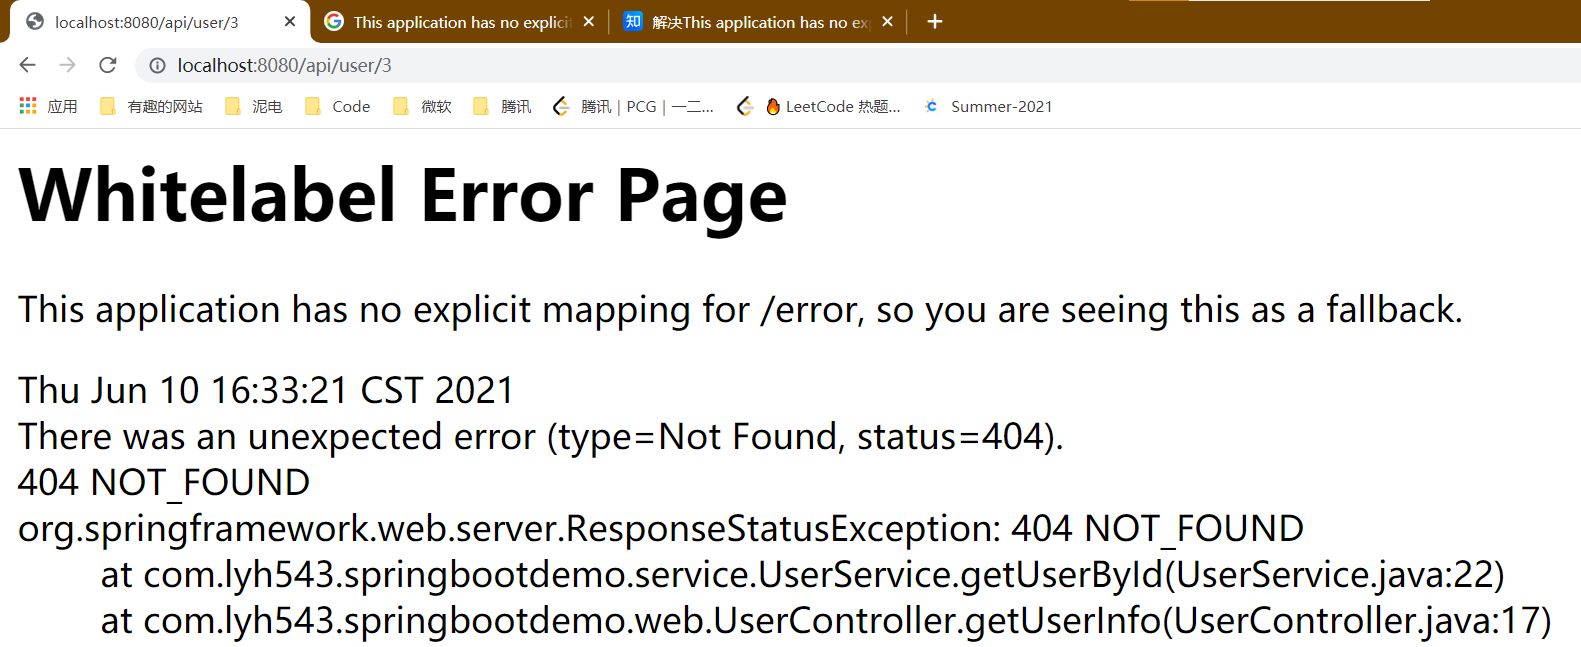 localhost:8080/api/user/3
This application has no explicit
知 解决This application has no ex
localhost:8080/api/user/3
应用 有趣的网站 泥电 Code 微软 腾讯 腾讯 | PCG | 一二... LeetCode 热题... Summer-2021
Whitelabel Error Page
This application has no explicit mapping for /error, so you are seeing this as a fallback.
Thu Jun 10 16:33:21 CST 2021
There was an unexpected error (type=Not Found, status=404).
404 NOT_FOUND
org.springframework.web.server.ResponseStatusException: 404 NOT_FOUND
at com.lyh543.springbootdemo.service.UserService.getUserById(UserService.java:22)
at com.lyh543.springbootdemo.web.UserController.getUserInfo(UserController.java:17)